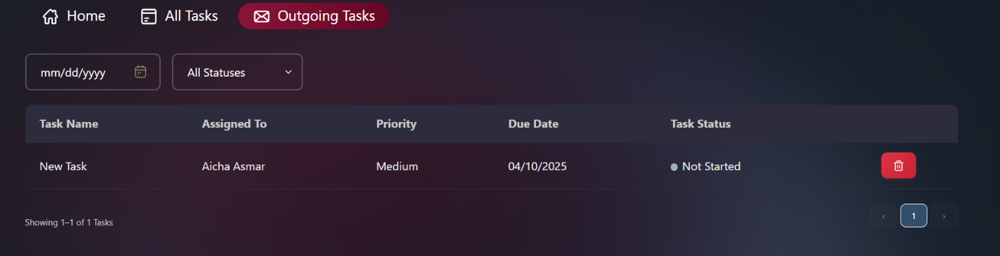 Home All Tasks Outgoing Tasks
mm/dd/yyyy All Statuses
Task Name Assigned To Priority Due Date Task Status
New Task Aicha Asmar Medium 04/10/2025 Not Started
Showing 1–1 of 1 Tasks ‹ 1 ›